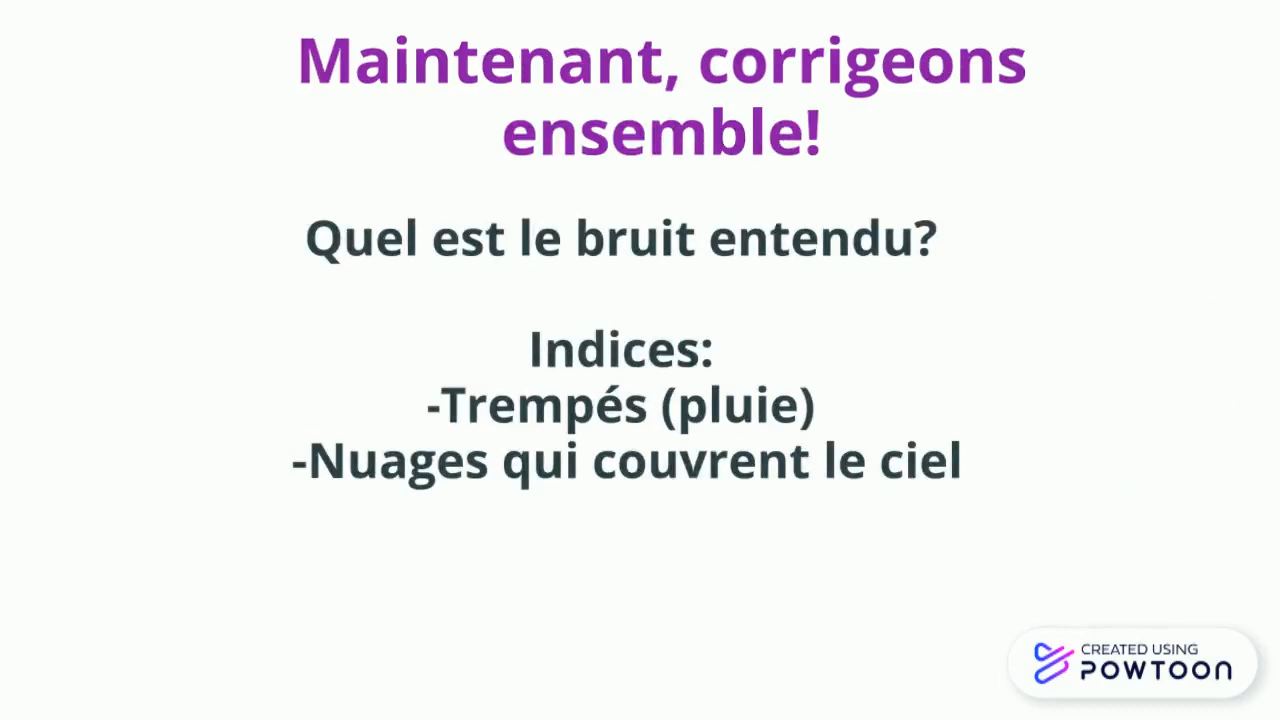 Maintenant, corrigeons
ensemble!
Quel est le bruit entendu?
Indices:
-Trempés (pluie)
-Nuages qui couvrent le ciel
CREATED USING
POWTOON